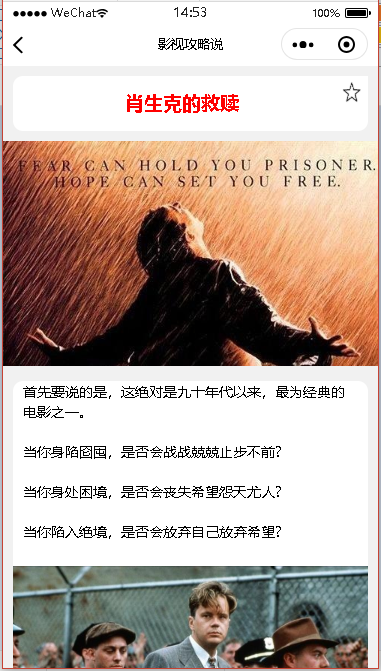 WeChat 14:53 100%
影视攻略说
肖生克的救赎
FEAR CAN HOLD YOU PRISONER.
HOPE CAN SET YOU FREE.
首先要说的是，这绝对是九十年代以来，最为经典的
电影之一。
当你身陷囹圄，是否会战战兢兢止步不前?
当你身处困境，是否会丧失希望怨天尤人?
当你陷入绝境，是否会放弃自己放弃希望?